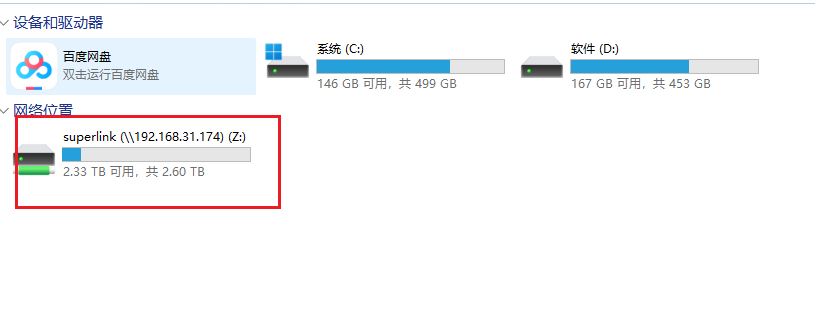 设备和驱动器
百度网盘
双击运行百度网盘
系统 (C:)
146 GB 可用，共 499 GB
软件 (D:)
167 GB 可用，共 453 GB
网络位置
superlink (\\192.168.31.174) (Z:)
2.33 TB 可用，共 2.60 TB